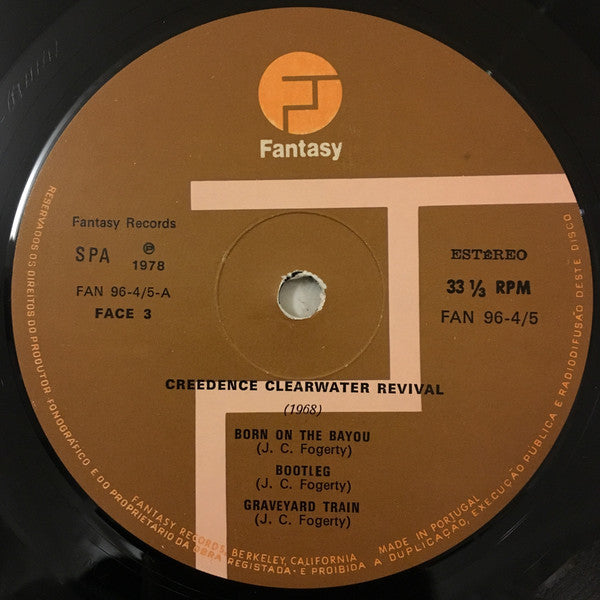 Fantasy
Fantasy Records
SPA ℗ 1978
FAN 96-4/5-A
FACE 3
ESTÉREO
33 ⅓ RPM
FAN 96-4/5
CREEDENCE CLEARWATER REVIVAL
(1968)
BORN ON THE BAYOU
(J. C. Fogerty)
BOOTLEG
(J. C. Fogerty)
GRAVEYARD TRAIN
(J. C. Fogerty)
FANTASY RECORDS, BERKELEY, CALIFORNIA
MADE IN PORTUGAL
RESERVADOS OS DIREITOS DO PRODUTOR FONOGRÁFICO E DO PROPRIETÁRIO DA OBRA REGISTADA - É PROIBIDA A DUPLICAÇÃO, EXECUÇÃO PÚBLICA E RADIODIFUSÃO DESTE DISCO